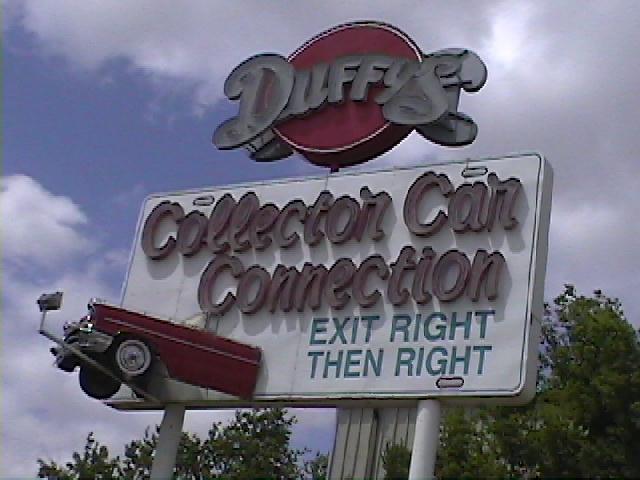 DUFFY'S
Collector Car
Connection
EXIT RIGHT
THEN RIGHT